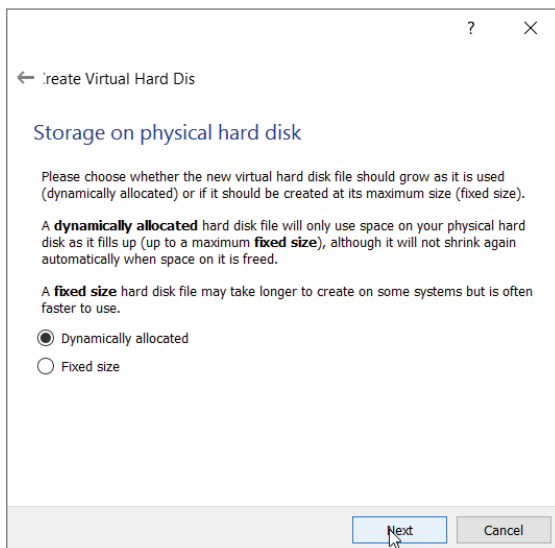 ?
:reate Virtual Hard Dis
Storage on physical hard disk
Please choose whether the new virtual hard disk file should grow as it is used
(dynamically allocated) or if it should be created at its maximum size (fixed size).
A dynamically allocated hard disk file will only use space on your physical hard
disk as it fills up (up to a maximum fixed size), although it will not shrink again
automatically when space on it is freed.
A fixed size hard disk file may take longer to create on some systems but is often
faster to use.
Dynamically allocated
Fixed size
Next Cancel